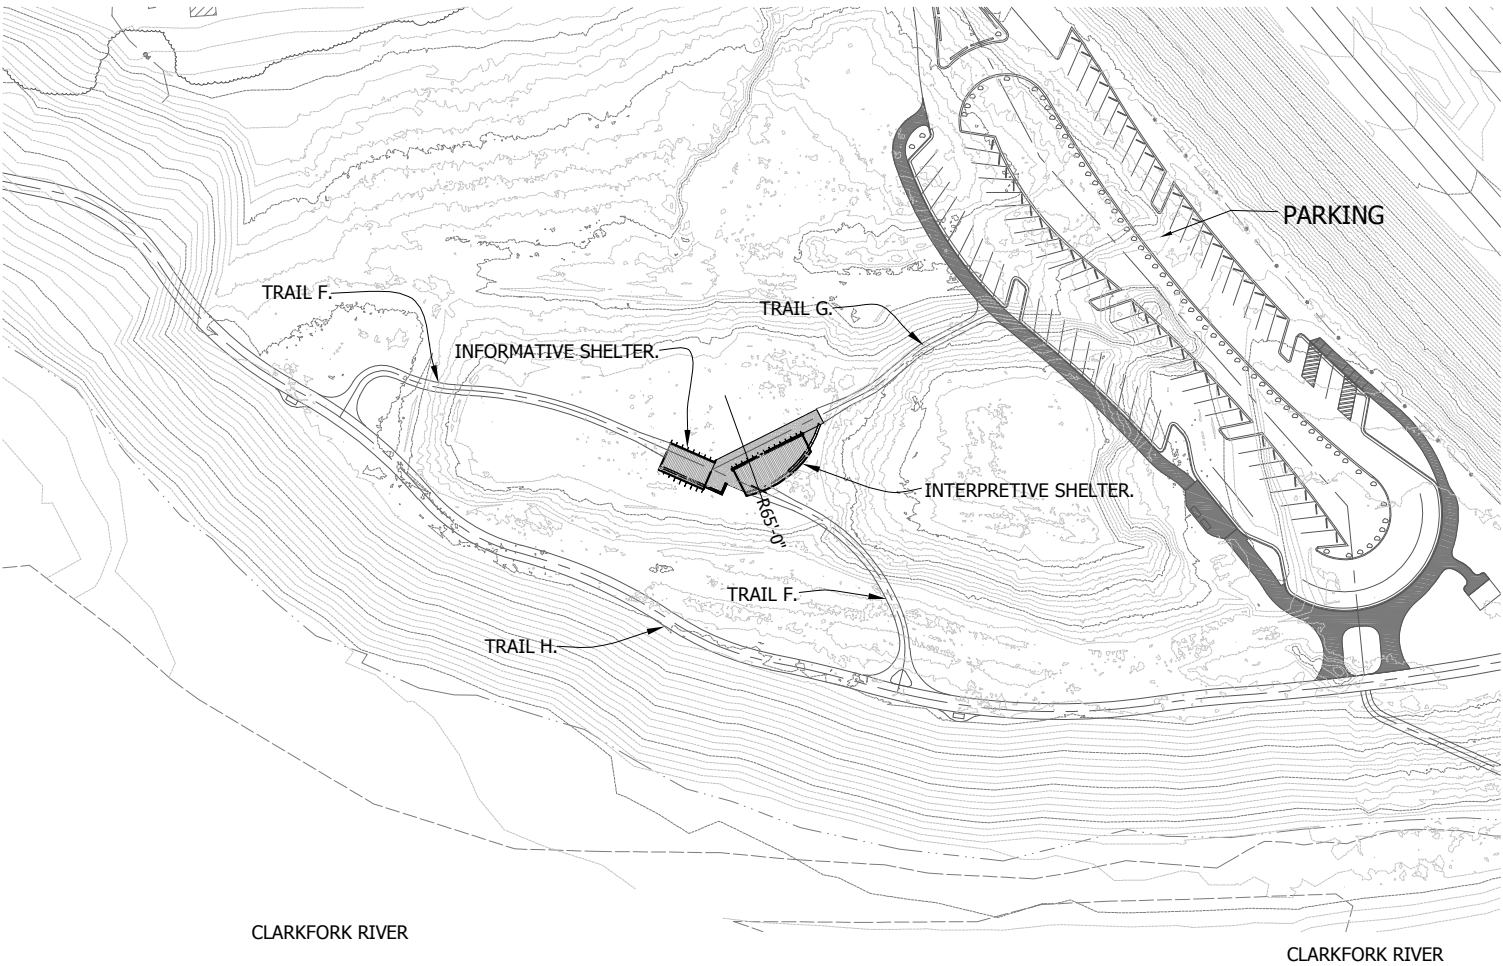 PARKING
TRAIL F.
TRAIL G.
INFORMATIVE SHELTER.
INTERPRETIVE SHELTER.
R65'-0"
TRAIL F.
TRAIL H.
CLARKFORK RIVER
CLARKFORK RIVER